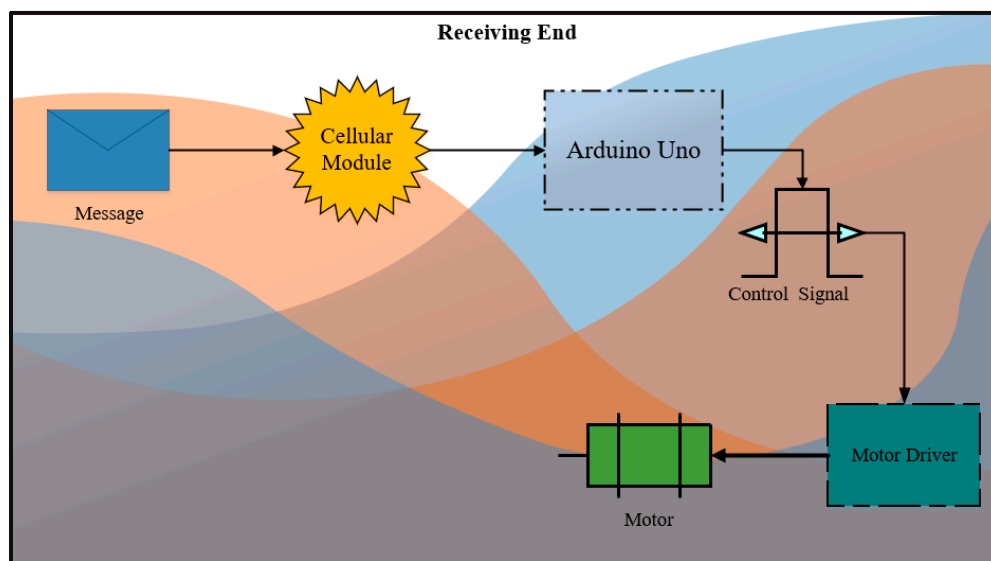 Receiving End
Cellular
Module
Arduino Uno
Message
Control Signal
Motor Driver
Motor